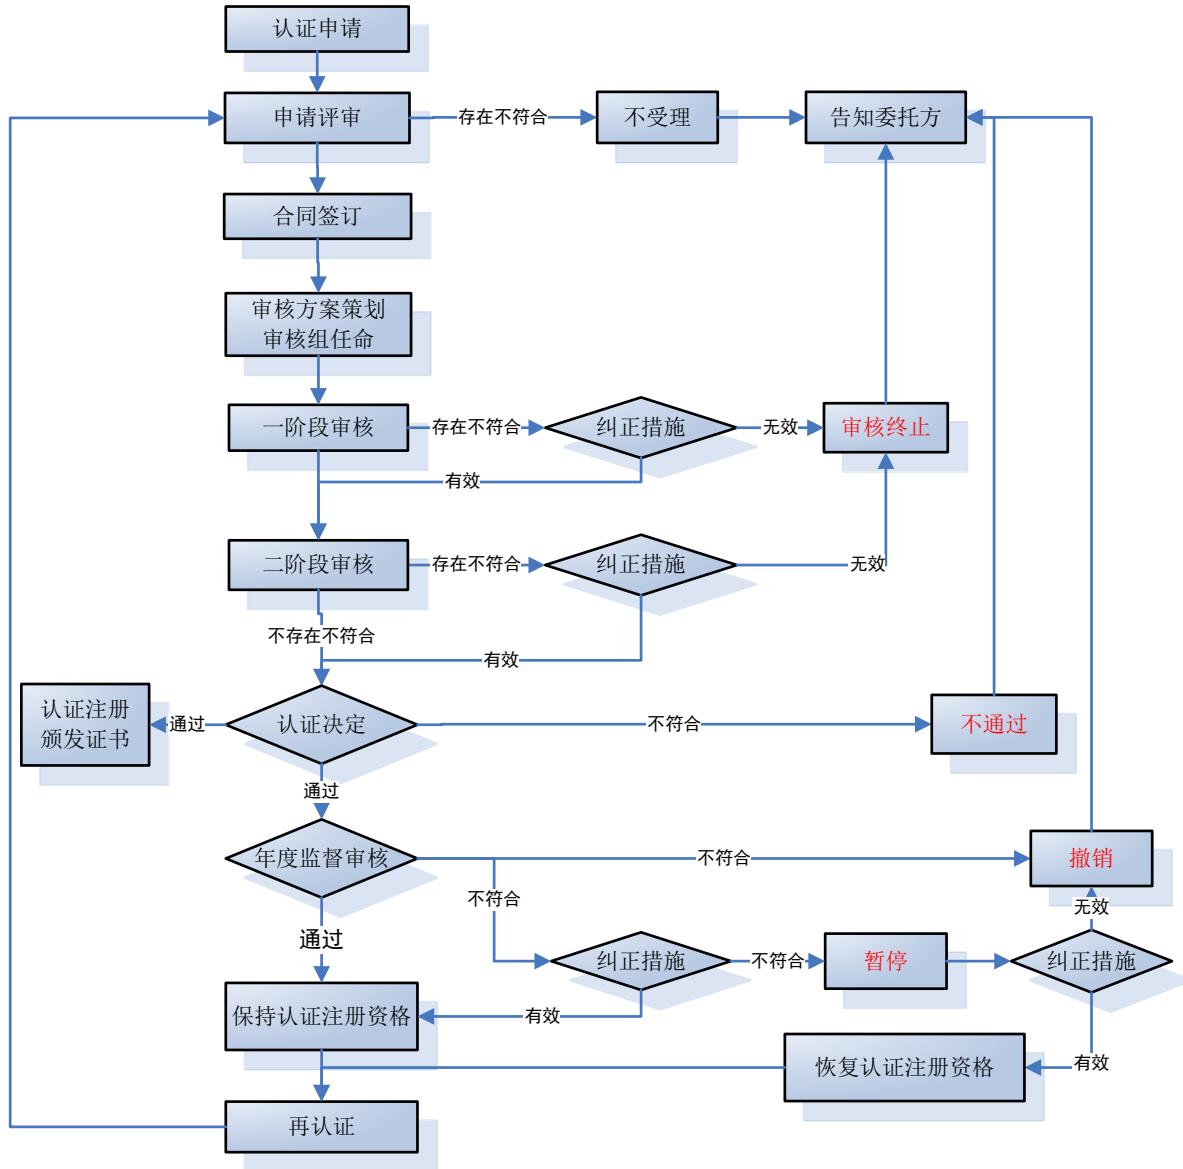 认证申请
申请评审
存在不符合
不受理
告知委托方
合同签订
审核方案策划
审核组任命
一阶段审核
存在不符合
纠正措施
无效
审核终止
有效
二阶段审核
存在不符合
纠正措施
无效
不存在不符合
有效
认证注册
颁发证书
通过
认证决定
不符合
不通过
通过
年度监督审核
不符合
撤销
不符合
无效
通过
纠正措施
不符合
暂停
纠正措施
保持认证注册资格
有效
恢复认证注册资格
有效
再认证